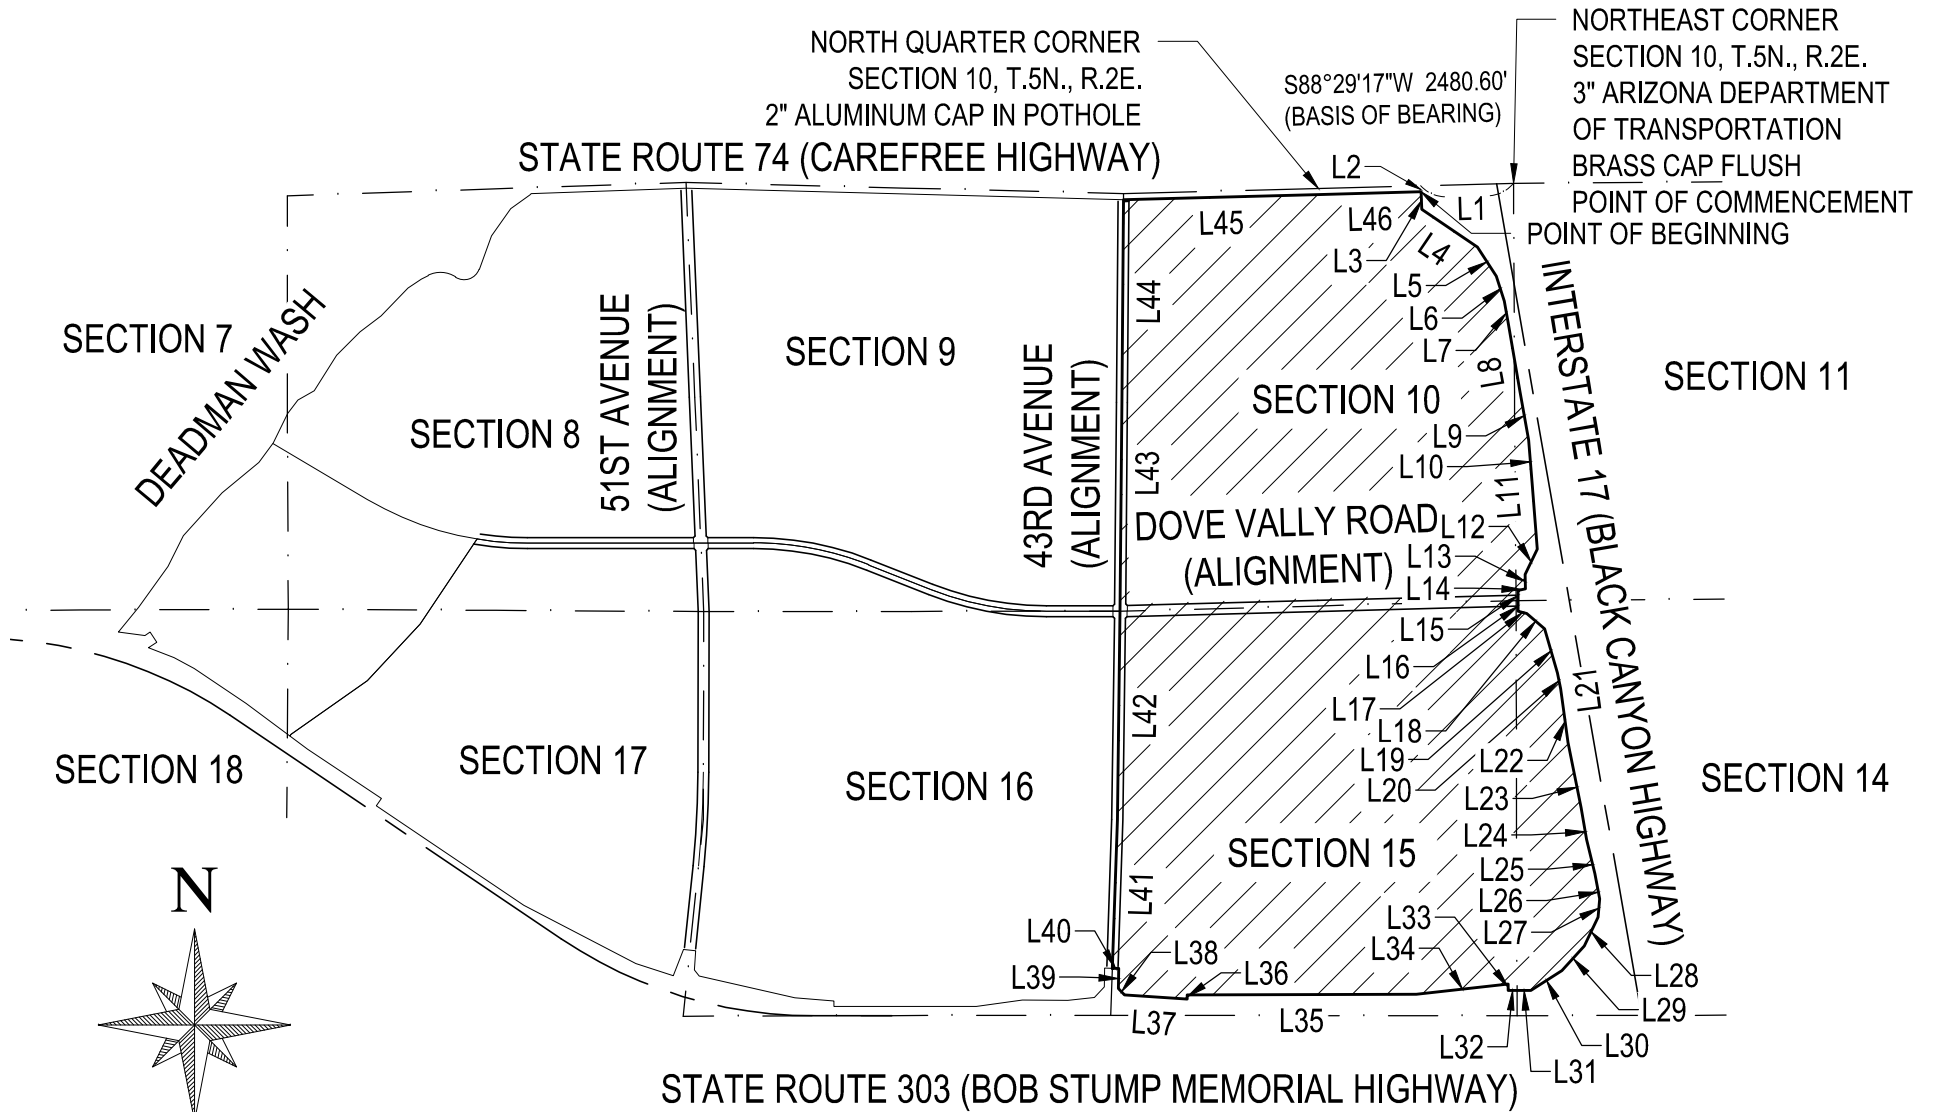 NORTH QUARTER CORNER
SECTION 10, T.5N., R.2E.
2" ALUMINUM CAP IN POTHOLE
S88°29'17"W 2480.60'
(BASIS OF BEARING)
NORTHEAST CORNER
SECTION 10, T.5N., R.2E.
3" ARIZONA DEPARTMENT
OF TRANSPORTATION
BRASS CAP FLUSH
POINT OF COMMENCEMENT
POINT OF BEGINNING
STATE ROUTE 74 (CAREFREE HIGHWAY)
L2
L1
L45
L46
L3
L4
L5
L6
L7
L8
L9
L10
L11
L12
L13
L14
L15
L16
L17
L18
L19
L20
L21
L22
L23
L24
L25
L26
L27
L28
L29
L30
L31
L32
L33
L34
L35
L36
L37
L38
L39
L40
L41
L42
L43
L44
SECTION 7
DEADMAN WASH
SECTION 8
51ST AVENUE
(ALIGNMENT)
SECTION 9
43RD AVENUE
(ALIGNMENT)
SECTION 10
DOVE VALLY ROAD
(ALIGNMENT)
INTERSTATE 17 (BLACK CANYON HIGHWAY)
SECTION 11
SECTION 18
SECTION 17
SECTION 16
SECTION 15
SECTION 14
N
STATE ROUTE 303 (BOB STUMP MEMORIAL HIGHWAY)